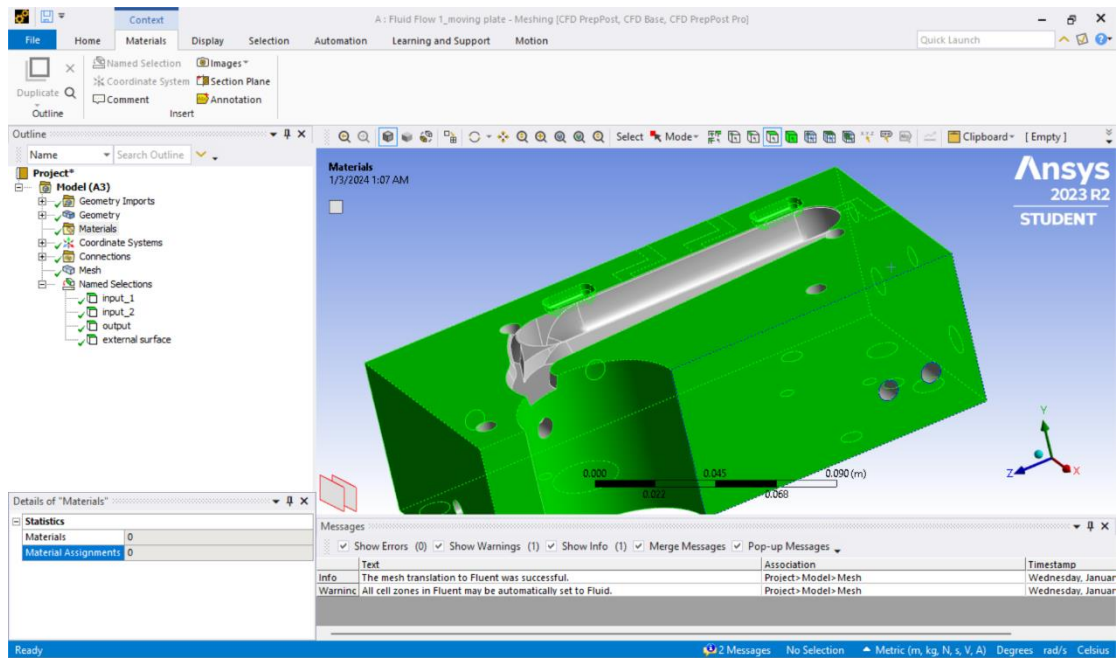 Context
A : Fluid Flow 1_moving plate - Meshing [CFD PrepPost, CFD Base, CFD PrepPost Pro]
File Home Materials Display Selection Automation Learning and Support Motion Quick Launch
Named Selection Images
Coordinate System Section Plane
Duplicate Q Comment Annotation
Outline Insert
Outline
Name Search Outline
Select Mode Clipboard [Empty]
Project*
Model (A3)
Geometry Imports
Geometry
Materials
Coordinate Systems
Connections
Mesh
Named Selections
input_1
input_2
output
external surface
Materials
1/3/2024 1:07 AM
Ansys
2023 R2
STUDENT
Y
Z X
0.000 0.045 0.090 (m)
0.022 0.068
Details of "Materials"
Statistics
Materials 0
Material Assignments 0
Messages
Show Errors (0) Show Warnings (1) Show Info (1) Merge Messages Pop-up Messages
Text Association Timestamp
Info The mesh translation to Fluent was successful. Project>Model>Mesh Wednesday, Januar
Warninc All cell zones in Fluent may be automatically set to Fluid. Project>Model>Mesh Wednesday, Januar
Ready 2 Messages No Selection Metric (m, kg, N, s, V, A) Degrees rad/s Celsius